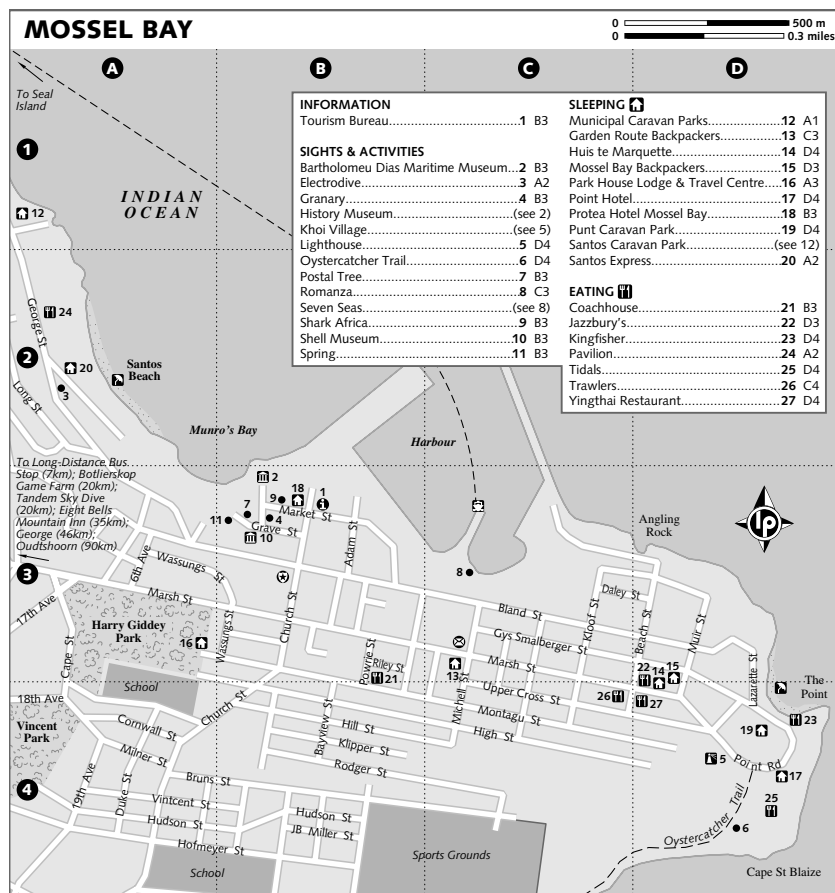 MOSSEL BAY
0 500 m
0 0.3 miles
A B C D
To Seal
Island
1
INDIAN
OCEAN
INFORMATION
Tourism Bureau 1 B3
SIGHTS & ACTIVITIES
Bartholomeu Dias Maritime Museum 2 B3
Electrodive 3 A2
Granary 4 B3
History Museum (see 2)
Khoi Village (see 5)
Lighthouse 5 D4
Oystercatcher Trail 6 D4
Postal Tree 7 B3
Romanza 8 C3
Seven Seas (see 8)
Shark Africa 9 B3
Shell Museum 10 B3
Spring 11 B3
SLEEPING
Municipal Caravan Parks 12 A1
Garden Route Backpackers 13 C3
Huis te Marquette 14 D4
Mossel Bay Backpackers 15 D3
Park House Lodge & Travel Centre 16 A3
Point Hotel 17 D4
Protea Hotel Mossel Bay 18 B3
Punt Caravan Park 19 D4
Santos Caravan Park (see 12)
Santos Express 20 A2
EATING
Coachhouse 21 B3
Jazzbury's 22 D3
Kingfisher 23 D4
Pavilion 24 A2
Tidals 25 D4
Trawlers 26 C4
Yingthai Restaurant 27 D4
12
George St
24
2
20
3
Long St
Santos
Beach
Munro's Bay
Harbour
To Long-Distance Bus
Stop (7km); Botlierskop
Game Farm (20km);
Tandem Sky Dive
(20km); Eight Bells
Mountain Inn (35km);
George (46km);
Oudtshoorn (90km)
2
9
18
1
7
11
4
10
Market St
Grave St
Adam St
Angling
Rock
lp
3
8
17th Ave
6th Ave
Wassungs St
Marsh St
Harry Giddey
Park
16
Wassungs St
Church St
Cape St
Bland St
Gys Smalberger St
Marsh St
Daley St
Kloof St
Beach St
Muir St
Powrie St
Riley St
21
13
22
14
15
Lazarette St
The
Point
School
18th Ave
Vincent
Park
Church St
Cornwall St
Milner St
Bayview St
Hill St
Klipper St
Rodger St
Michell St
Upper Cross St
Montagu St
High St
26
27
23
19
5
Point Rd
17
4
19th Ave
Duke St
Bruns St
Vintcent St
Hudson St
Hofmeyer St
Hudson St
JB Miller St
School
Sports Grounds
Oystercatcher Trail
25
6
Cape St Blaize